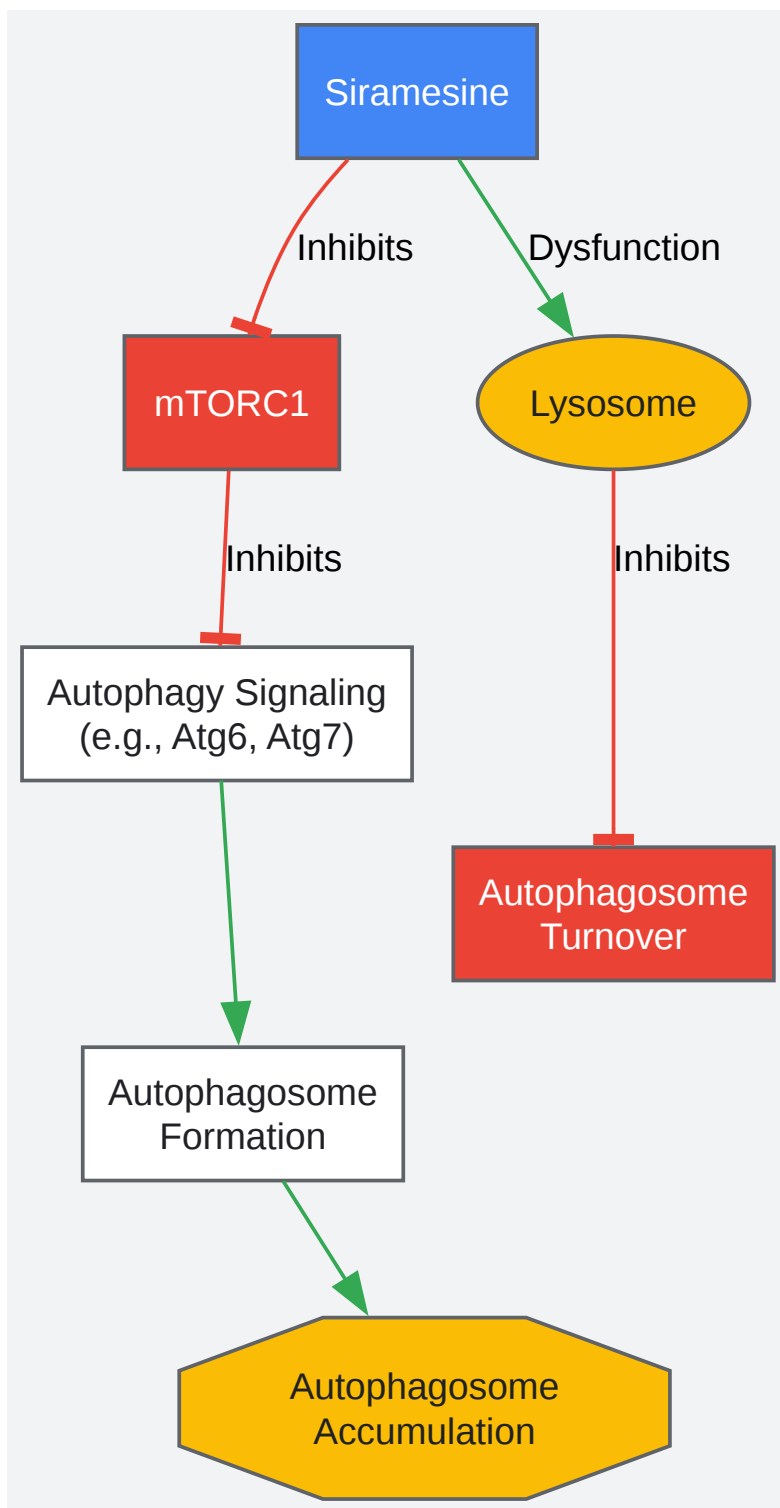 Siramesine
Inhibits
Dysfunction
mTORC1
Lysosome
Inhibits
Inhibits
Autophagy Signaling
(e.g., Atg6, Atg7)
Autophagosome
Turnover
Autophagosome
Formation
Autophagosome
Accumulation